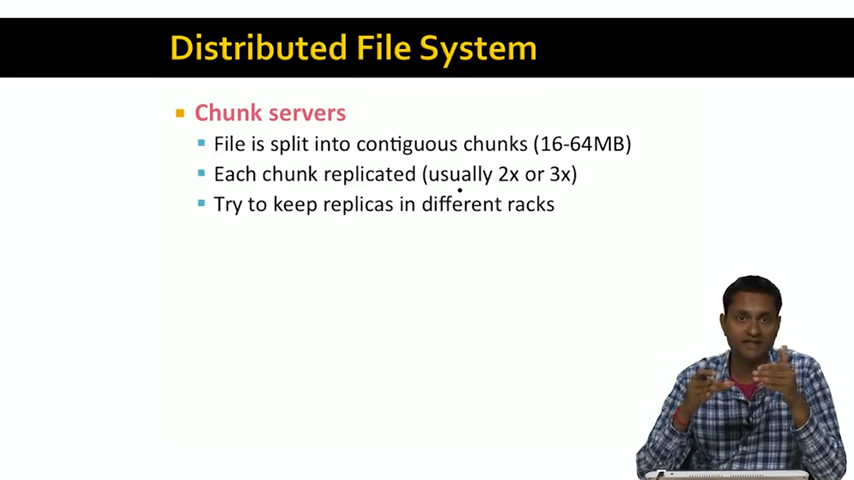 Distributed File System
Chunk servers
File is split into contiguous chunks (16-64MB)
Each chunk replicated (usually 2x or 3x)
Try to keep replicas in different racks